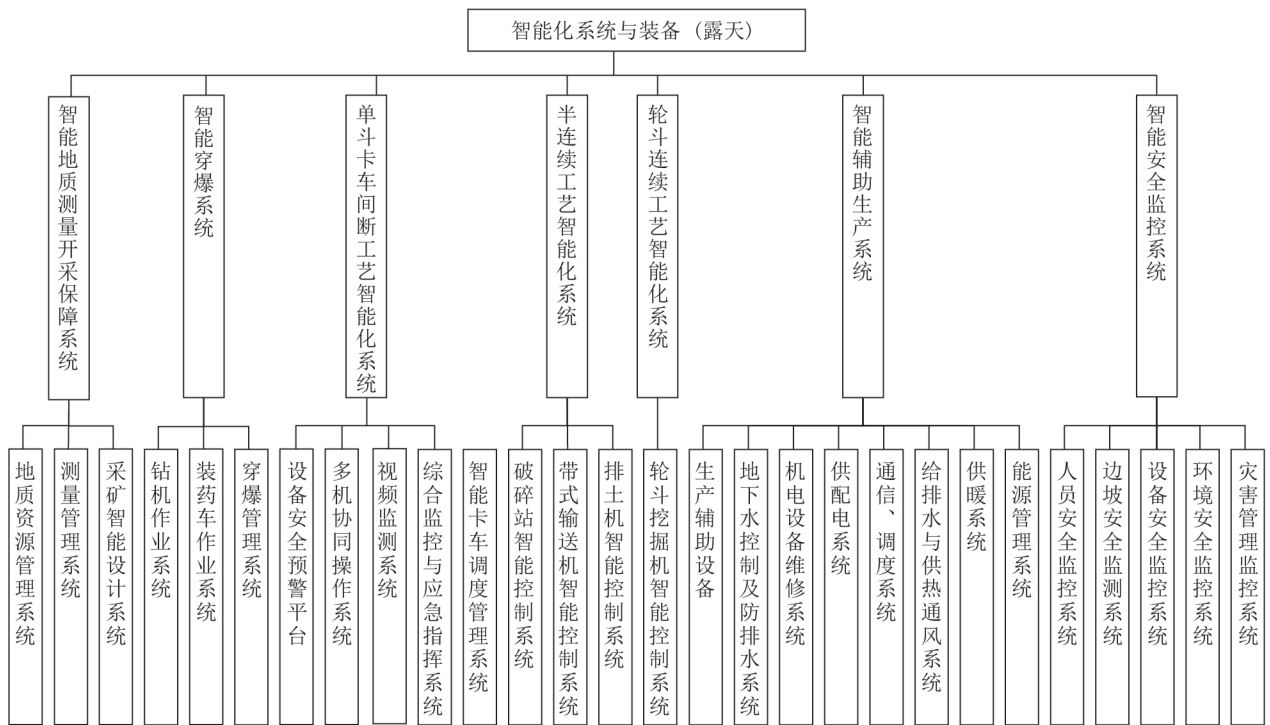 智能化系统与装备（露天）
智能地质测量开采保障系统
智能穿爆系统
单斗卡车间断工艺智能化系统
半连续工艺智能化系统
轮斗连续工艺智能化系统
智能辅助生产系统
智能安全监控系统
地质资源管理系统
测量管理系统
采矿智能设计系统
钻机作业系统
装药车作业系统
穿爆管理系统
设备安全预警平台
多机协同操作系统
视频监测系统
综合监控与应急指挥系统
智能卡车调度管理系统
破碎站智能控制系统
带式输送机智能控制系统
排土机智能控制系统
轮斗挖掘机智能控制系统
生产辅助设备
地下水控制及防排水系统
机电设备维修系统
供配电系统
通信、调度系统
给排水与供热通风系统
供暖系统
能源管理系统
人员安全监控系统
边坡安全监测系统
设备安全监控系统
环境安全监控系统
灾害管理监控系统